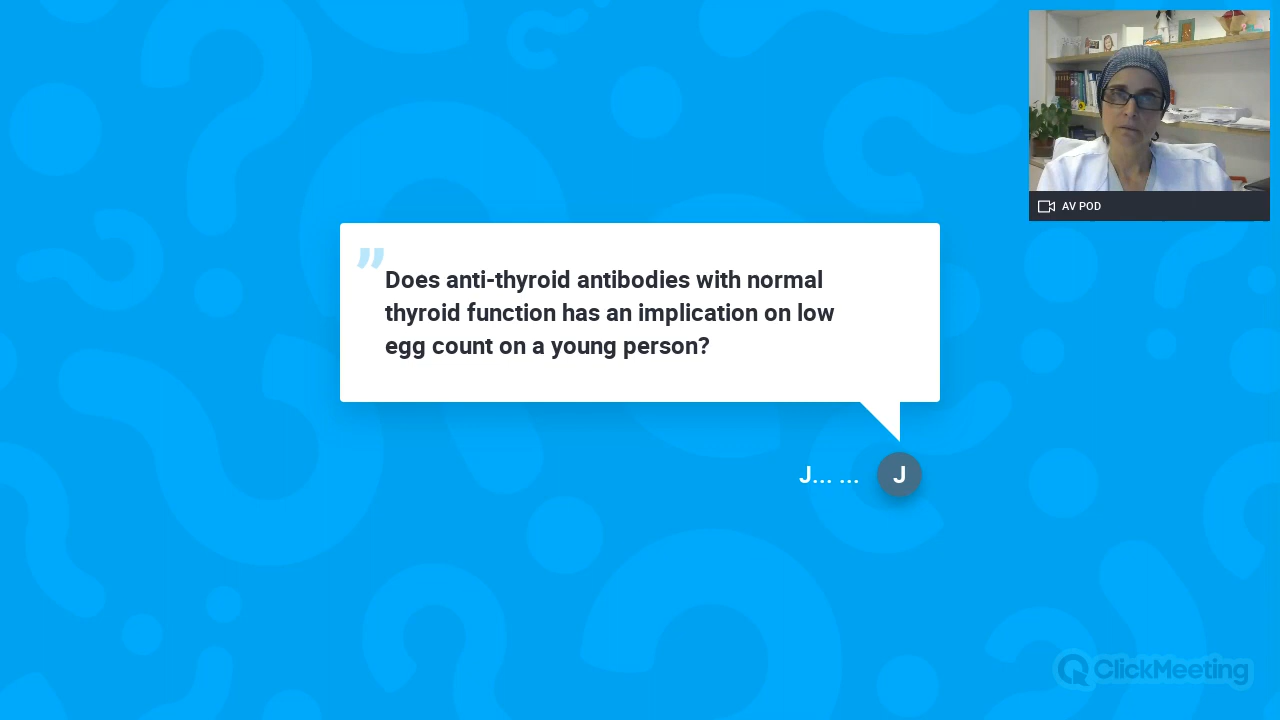 AV POD
"
Does anti-thyroid antibodies with normal
thyroid function has an implication on low
egg count on a young person?
J... ...
J
ClickMeeting